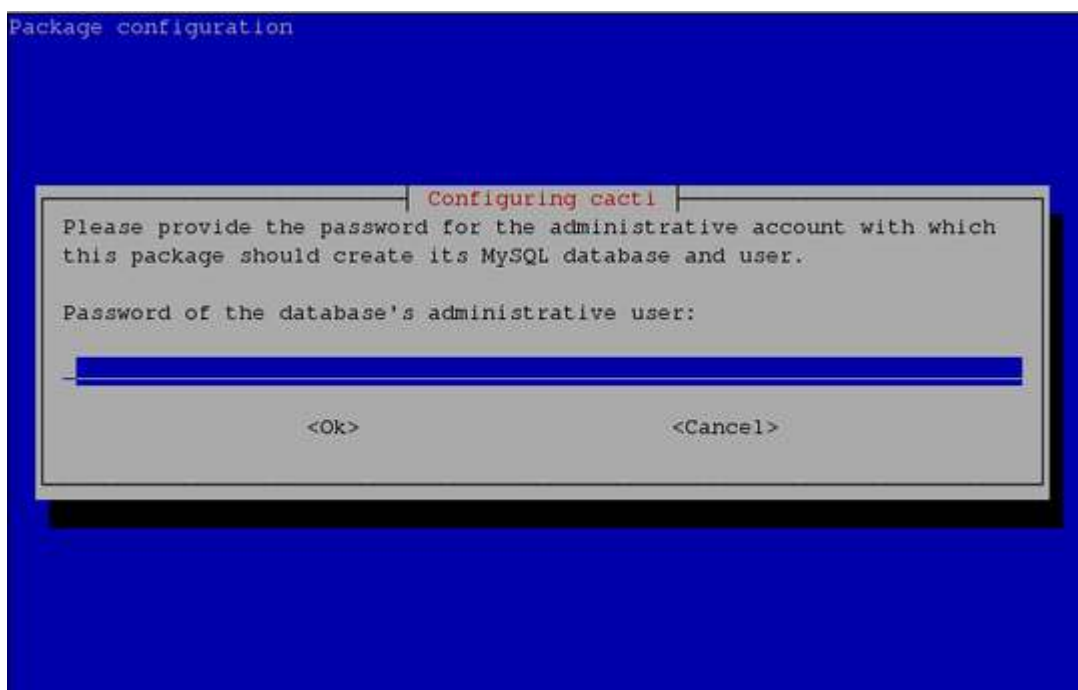 Package configuration
Configuring cacti
Please provide the password for the administrative account with which
this package should create its MySQL database and user.
Password of the database's administrative user:
<Ok> <Cancel>